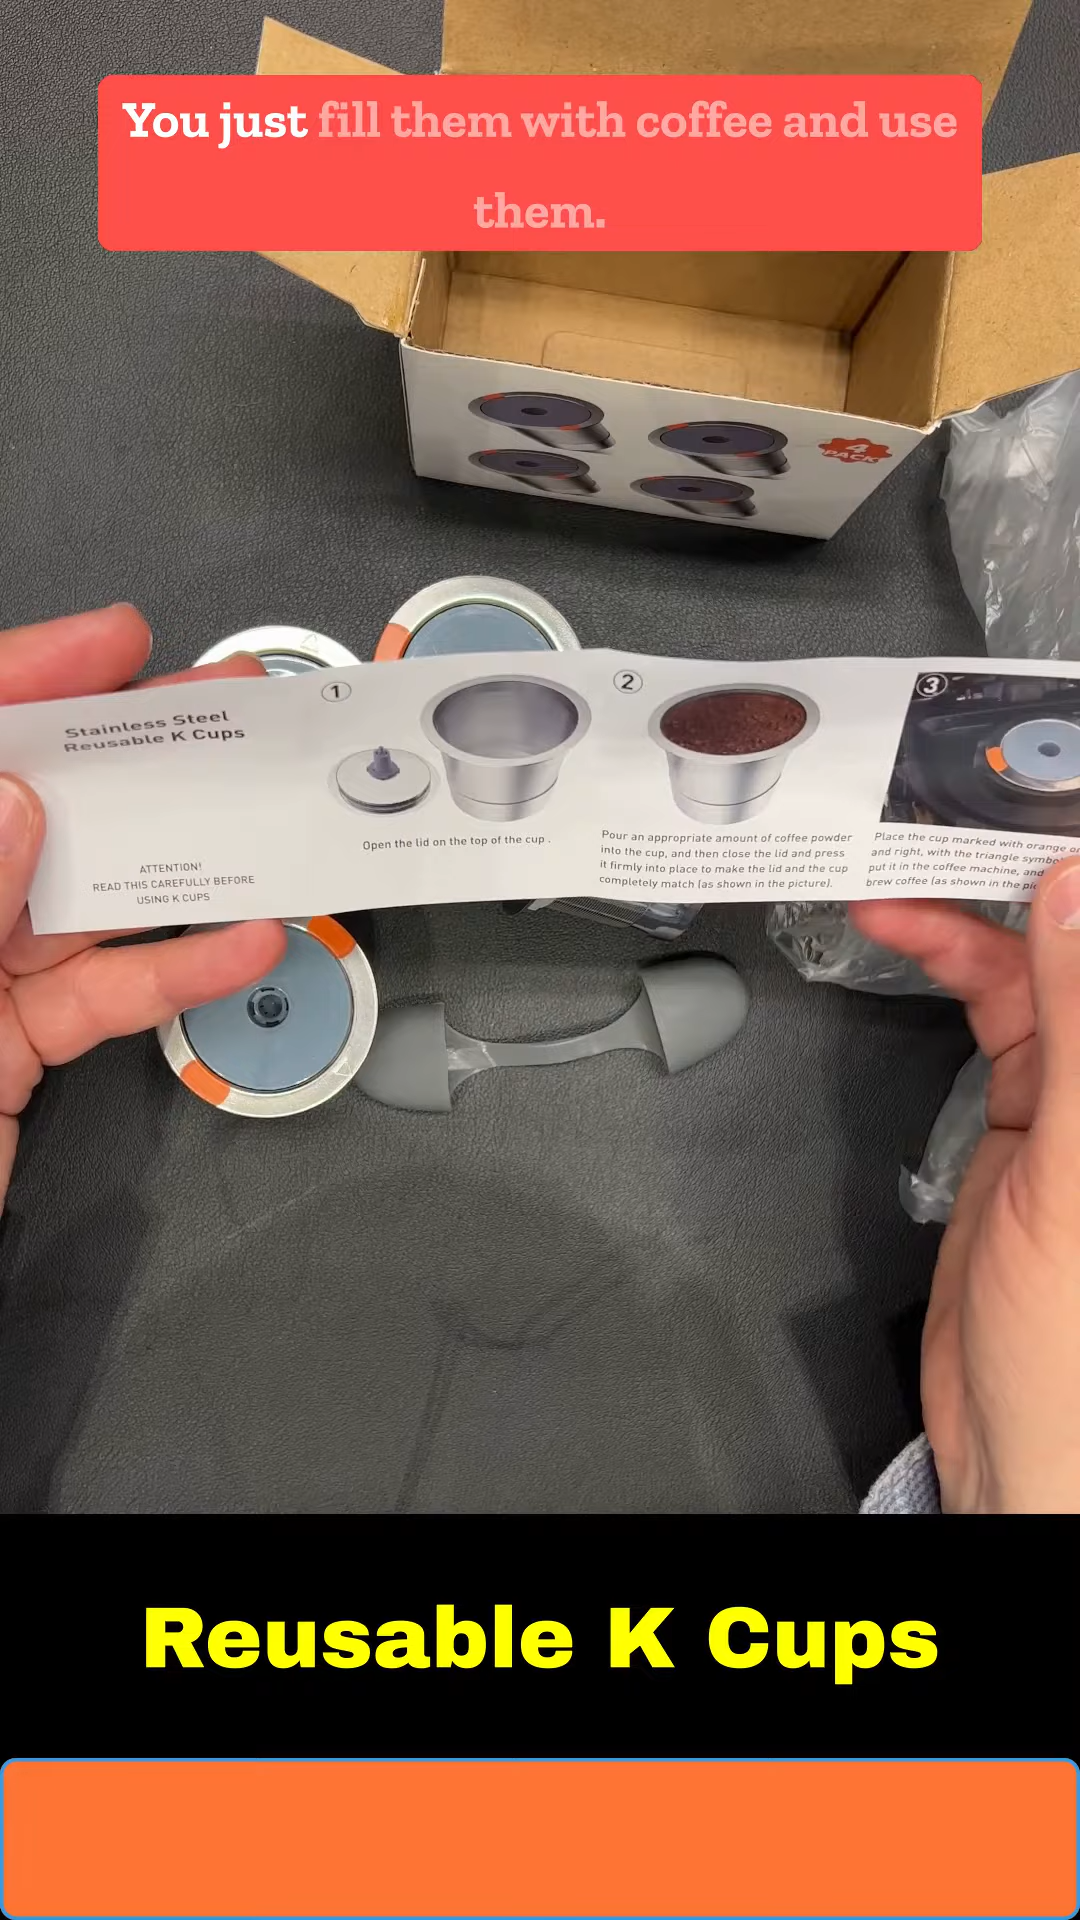 You just fill them with coffee and use
them.
4
PACK
Stainless Steel
Reusable K Cups
ATTENTION!
READ THIS CAREFULLY BEFORE
USING K CUPS
1
Open the lid on the top of the cup .
2
Pour an appropriate amount of coffee powder
into the cup, and then close the lid and press
it firmly into place to make the lid and the cup
completely match (as shown in the picture).
3
Place the cup marked with orange
and right, with the triangle
put it in the coffee machine, and
brew coffee (as shown in the
Reusable K Cups